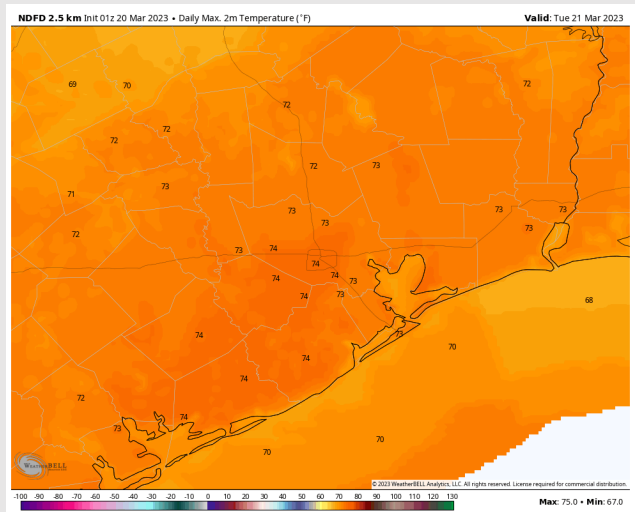 NDFD 2.5 km Init 01z 20 Mar 2023 • Daily Max. 2m Temperature (°F) Valid: Tue 21 Mar 2023
69 70 72
72
72 72
72 73
71 73
73 73 73
72 73
73 74
74
74 74 73
74 73
68
74 73
70
74
74
72
74
73
70
70
WeatherBELL
© 2023 WeatherBELL Analytics, LLC. All rights reserved. License required for commercial distribution.
-100 -90 -80 -70 -60 -50 -40 -30 -20 -10 0 10 20 30 40 50 60 70 80 90 100 110 120 130
Max: 75.0 • Min: 67.0